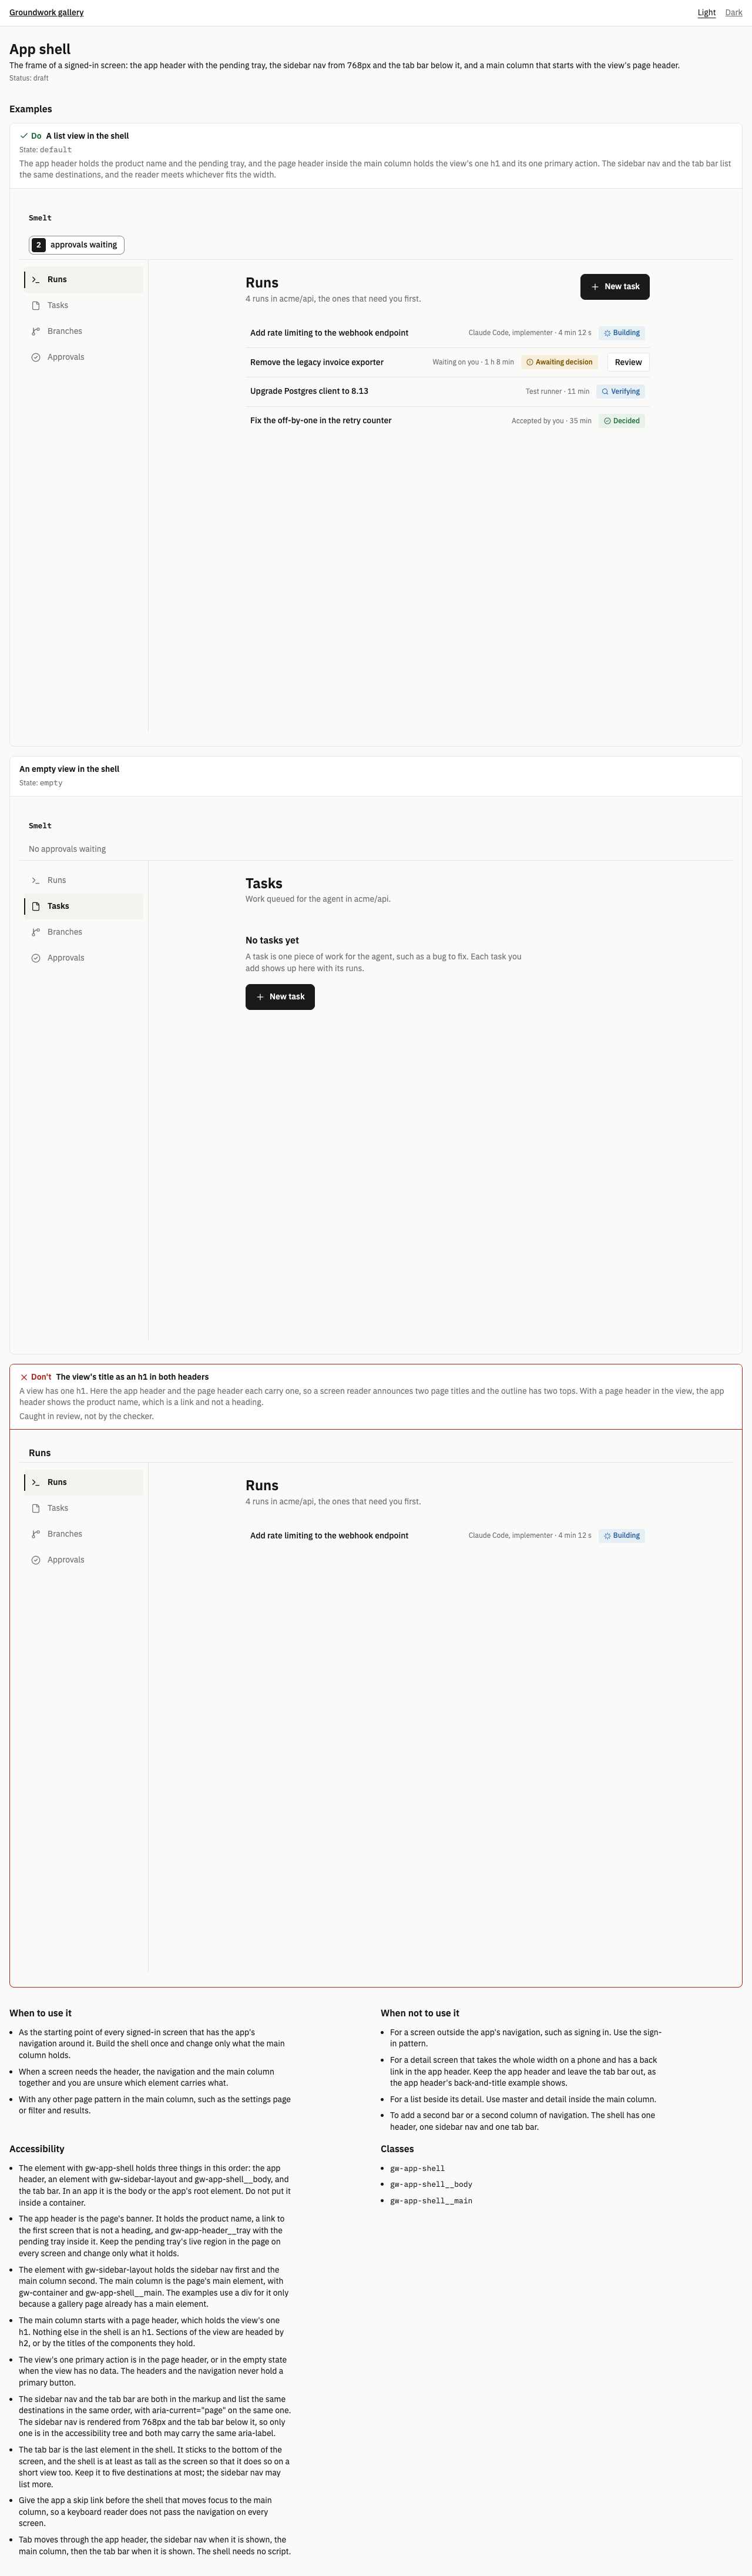 Groundwork gallery
Light Dark
App shell
The frame of a signed-in screen: the app header with the pending tray, the sidebar nav from 768px and the tab bar below it, and a main column that starts with the view's page header.
Status: draft
Examples
Do A list view in the shell
State: default
The app header holds the product name and the pending tray, and the page header inside the main column holds the view's one h1 and its one primary action. The sidebar nav and the tab bar list
the same destinations, and the reader meets whichever fits the width.
Smelt
2 approvals waiting
Runs
Tasks
Branches
Approvals
Runs
4 runs in acme/api, the ones that need you first.
New task
Add rate limiting to the webhook endpoint Claude Code, implementer · 4 min 12 s Building
Remove the legacy invoice exporter Waiting on you · 1 h 8 min Awaiting decision Review
Upgrade Postgres client to 8.13 Test runner · 11 min Verifying
Fix the off-by-one in the retry counter Accepted by you · 35 min Decided
An empty view in the shell
State: empty
Smelt
No approvals waiting
Runs
Tasks
Branches
Approvals
Tasks
Work queued for the agent in acme/api.
No tasks yet
A task is one piece of work for the agent, such as a bug to fix. Each task you
add shows up here with its runs.
New task
Don't The view's title as an h1 in both headers
A view has one h1. Here the app header and the page header each carry one, so a screen reader announces two page titles and the outline has two tops. With a page header in the view, the app
header shows the product name, which is a link and not a heading.
Caught in review, not by the checker.
Runs
Runs
Tasks
Branches
Approvals
Runs
4 runs in acme/api, the ones that need you first.
Add rate limiting to the webhook endpoint Claude Code, implementer · 4 min 12 s Building
When to use it
As the starting point of every signed-in screen that has the app's
navigation around it. Build the shell once and change only what the main
column holds.
When a screen needs the header, the navigation and the main column
together and you are unsure which element carries what.
With any other page pattern in the main column, such as the settings page
or filter and results.
When not to use it
For a screen outside the app's navigation, such as signing in. Use the sign-
in pattern.
For a detail screen that takes the whole width on a phone and has a back
link in the app header. Keep the app header and leave the tab bar out, as
the app header's back-and-title example shows.
For a list beside its detail. Use master and detail inside the main column.
To add a second bar or a second column of navigation. The shell has one
header, one sidebar nav and one tab bar.
Accessibility
The element with gw-app-shell holds three things in this order: the app
header, an element with gw-sidebar-layout and gw-app-shell__body, and
the tab bar. In an app it is the body or the app's root element. Do not put it
inside a container.
The app header is the page's banner. It holds the product name, a link to
the first screen that is not a heading, and gw-app-header__tray with the
pending tray inside it. Keep the pending tray's live region in the page on
every screen and change only what it holds.
The element with gw-sidebar-layout holds the sidebar nav first and the
main column second. The main column is the page's main element, with
gw-container and gw-app-shell__main. The examples use a div for it only
because a gallery page already has a main element.
The main column starts with a page header, which holds the view's one
h1. Nothing else in the shell is an h1. Sections of the view are headed by
h2, or by the titles of the components they hold.
The view's one primary action is in the page header, or in the empty state
when the view has no data. The headers and the navigation never hold a
primary button.
The sidebar nav and the tab bar are both in the markup and list the same
destinations in the same order, with aria-current="page" on the same one.
The sidebar nav is rendered from 768px and the tab bar below it, so only
one is in the accessibility tree and both may carry the same aria-label.
The tab bar is the last element in the shell. It sticks to the bottom of the
screen, and the shell is at least as tall as the screen so that it does so on a
short view too. Keep it to five destinations at most; the sidebar nav may
list more.
Give the app a skip link before the shell that moves focus to the main
column, so a keyboard reader does not pass the navigation on every
screen.
Tab moves through the app header, the sidebar nav when it is shown, the
main column, then the tab bar when it is shown. The shell needs no script.
Classes
gw-app-shell
gw-app-shell__body
gw-app-shell__main